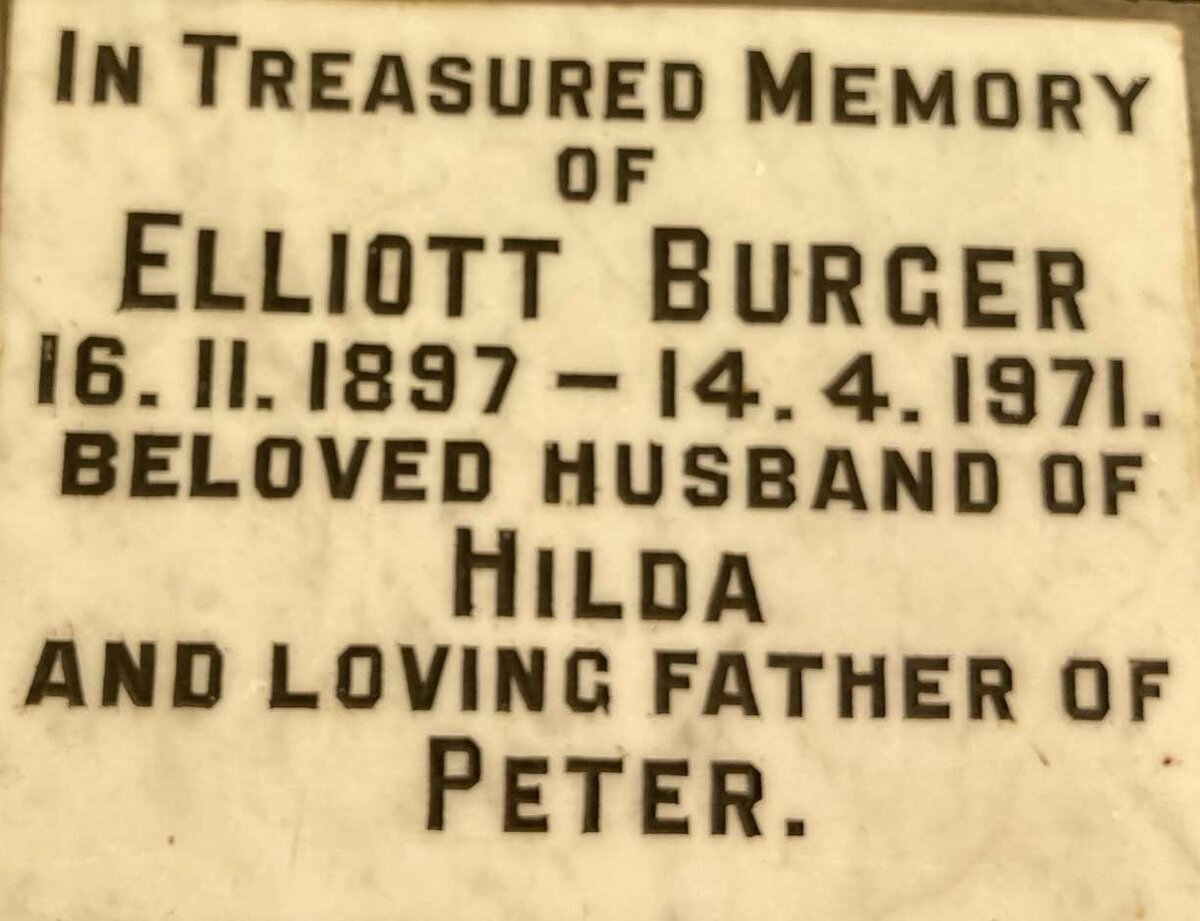 IN TREASURED MEMORY
OF
ELLIOTT BURGER
16. 11. 1897 – 14. 4. 1971.
BELOVED HUSBAND OF
HILDA
AND LOVING FATHER OF
PETER.